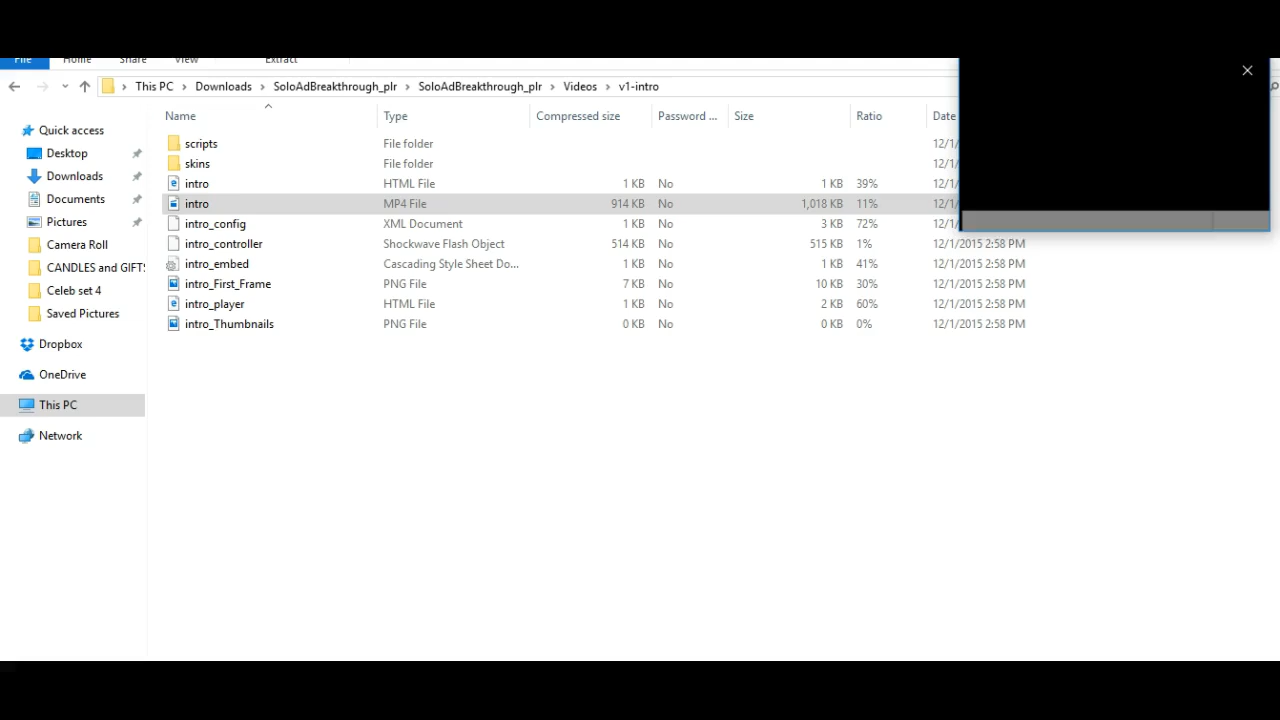 File Home Share View Extract
This PC > Downloads > SoloAdBreakthrough_plr > SoloAdBreakthrough_plr > Videos > v1-intro
Name Type Compressed size Password ... Size Ratio Date
Quick access
Desktop
Downloads
Documents
Pictures
Camera Roll
CANDLES and GIFTS
Celeb set 4
Saved Pictures
Dropbox
OneDrive
This PC
Network
scripts File folder 12/1/
skins File folder 12/1/
intro HTML File 1 KB No 1 KB 39% 12/1/
intro MP4 File 914 KB No 1,018 KB 11% 12/1/
intro_config XML Document 1 KB No 3 KB 72% 12/1/
intro_controller Shockwave Flash Object 514 KB No 515 KB 1% 12/1/2015 2:58 PM
intro_embed Cascading Style Sheet Do... 1 KB No 1 KB 41% 12/1/2015 2:58 PM
intro_First_Frame PNG File 7 KB No 10 KB 30% 12/1/2015 2:58 PM
intro_player HTML File 1 KB No 2 KB 60% 12/1/2015 2:58 PM
intro_Thumbnails PNG File 0 KB No 0 KB 0% 12/1/2015 2:58 PM